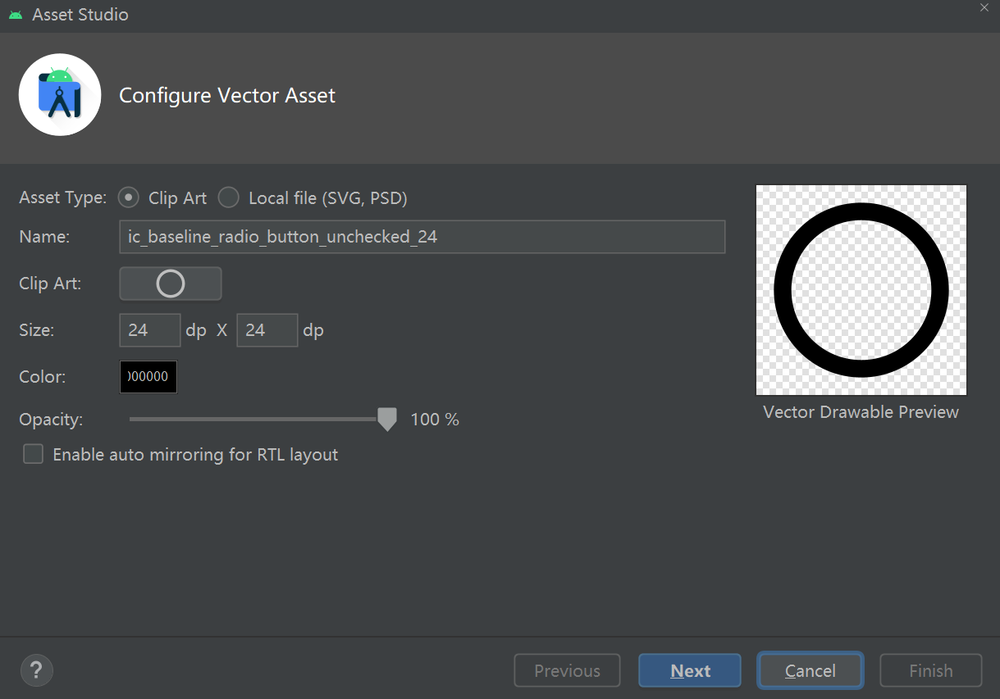 Asset Studio
Configure Vector Asset
Asset Type: Clip Art Local file (SVG, PSD)
Name: ic_baseline_radio_button_unchecked_24
Clip Art:
Size: 24 dp X 24 dp
Color: 000000
Opacity: 100 %
Enable auto mirroring for RTL layout
Vector Drawable Preview
? Previous Next Cancel Finish